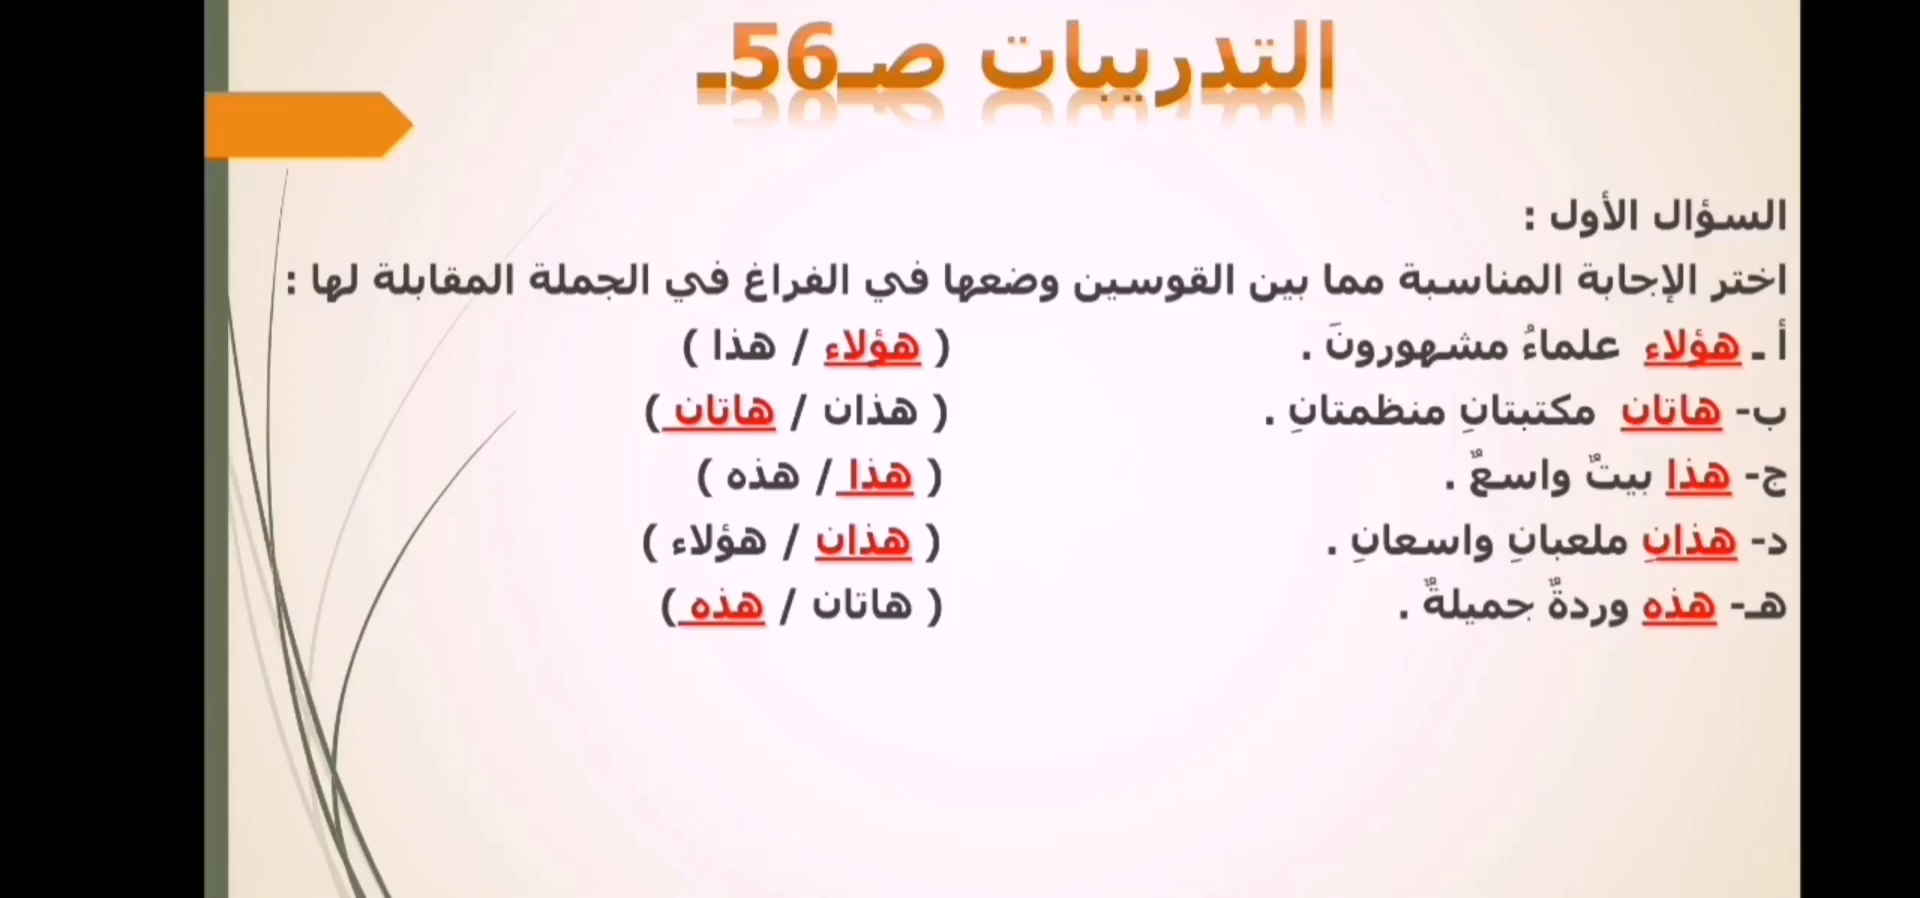 التدريبات صـ56ـ
السؤال الأول :
اختر الإجابة المناسبة مما بين القوسين وضعها في الفراغ في الجملة المقابلة لها :
أ ـ هؤلاء علماءُ مشهورونَ . ( هؤلاء / هذا )
ب- هاتان مكتبتانِ منظمتانِ . ( هذان / هاتان )
ج- هذا بيتٌ واسعٌ . ( هذا / هذه )
د- هذانِ ملعبانِ واسعانِ . ( هذان / هؤلاء )
هـ- هذه وردةٌ جميلةٌ . ( هاتان / هذه )